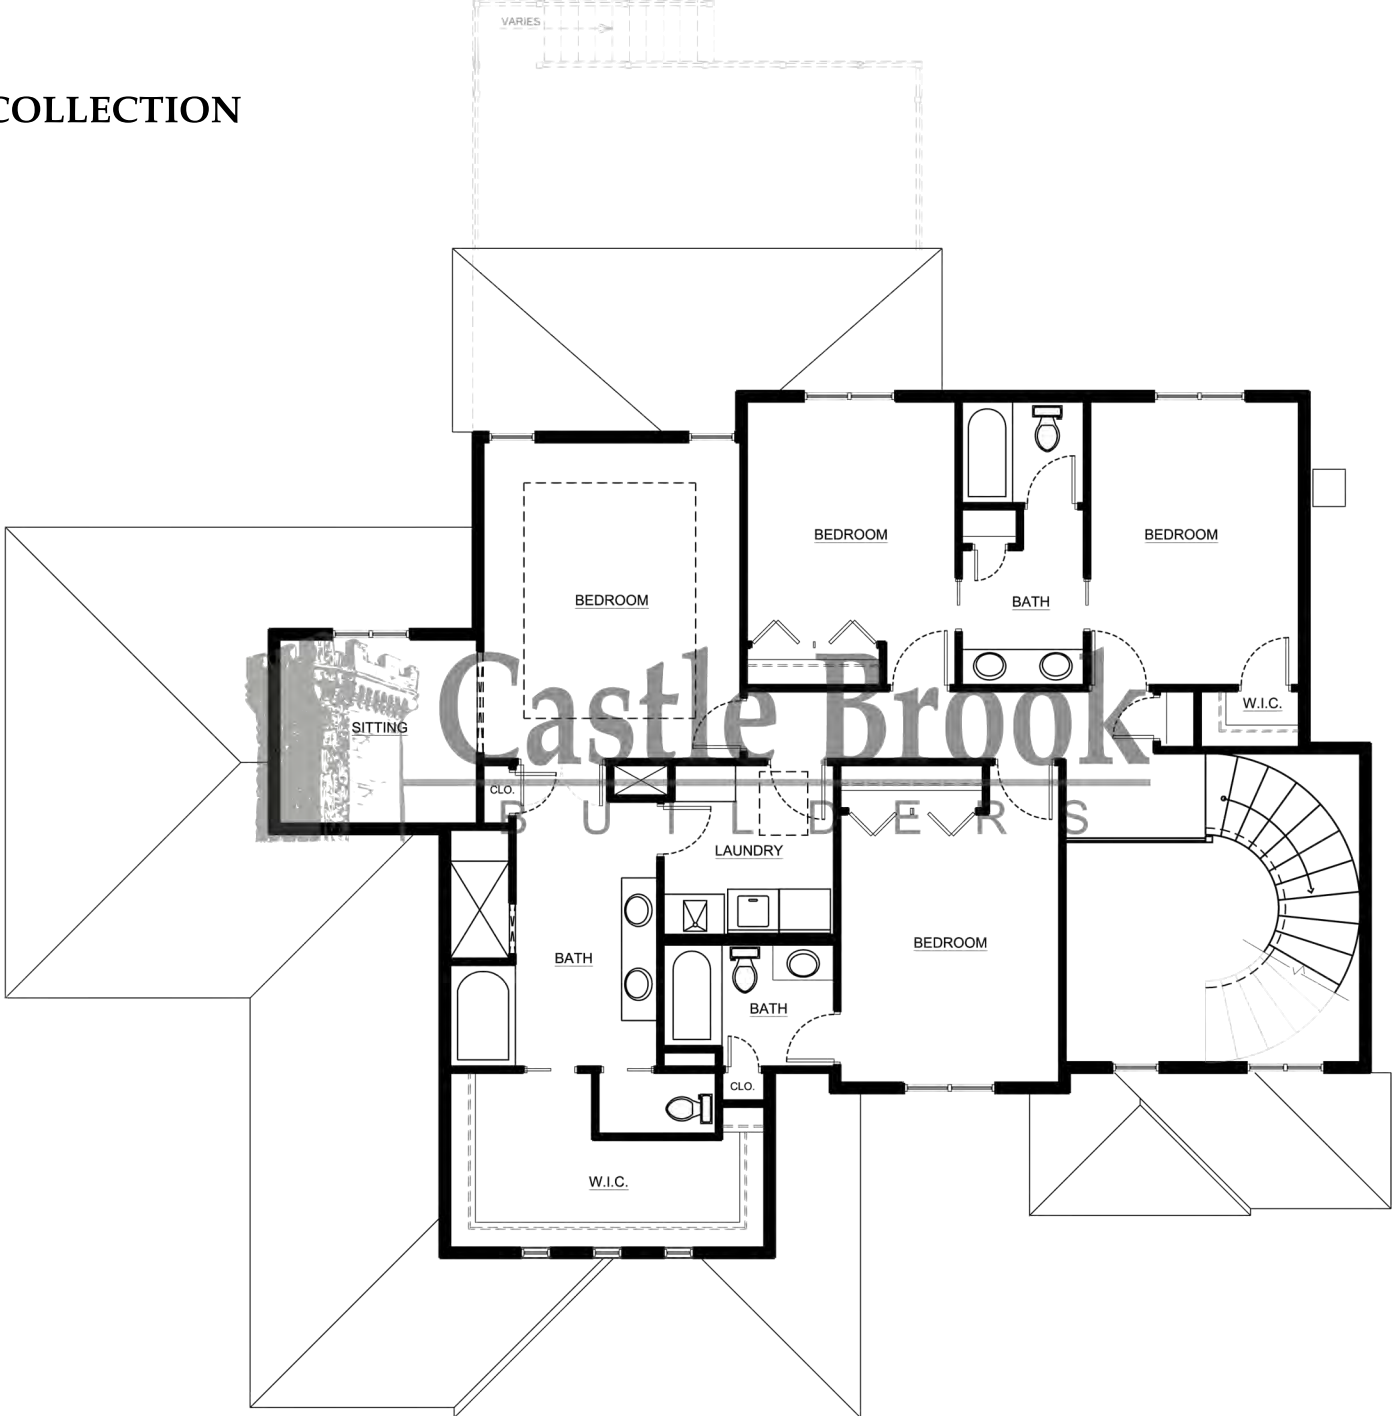 VARIES
COLLECTION
BEDROOM
BEDROOM
BEDROOM
BATH
SITTING
Castle Brook
W.I.C.
CLO.
BUILDERS
LAUNDRY
BEDROOM
BATH
BATH
CLO.
W.I.C.